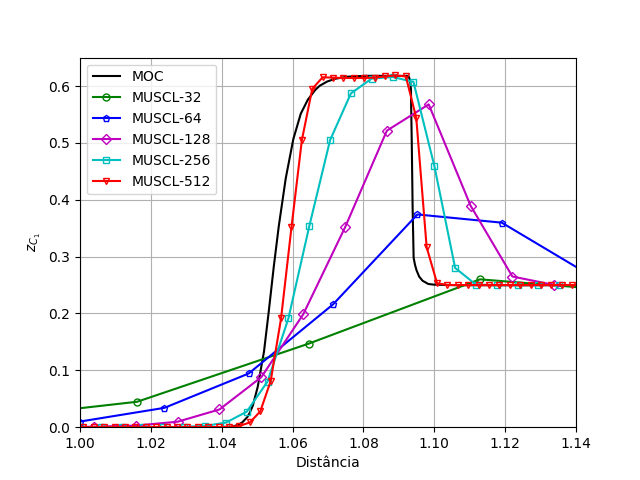 MOC
MUSCL-32
MUSCL-64
MUSCL-128
MUSCL-256
MUSCL-512
0.6
0.5
0.4
0.3
0.2
0.1
0.0
z_{C_1}
1.00 1.02 1.04 1.06 1.08 1.10 1.12 1.14
Distância